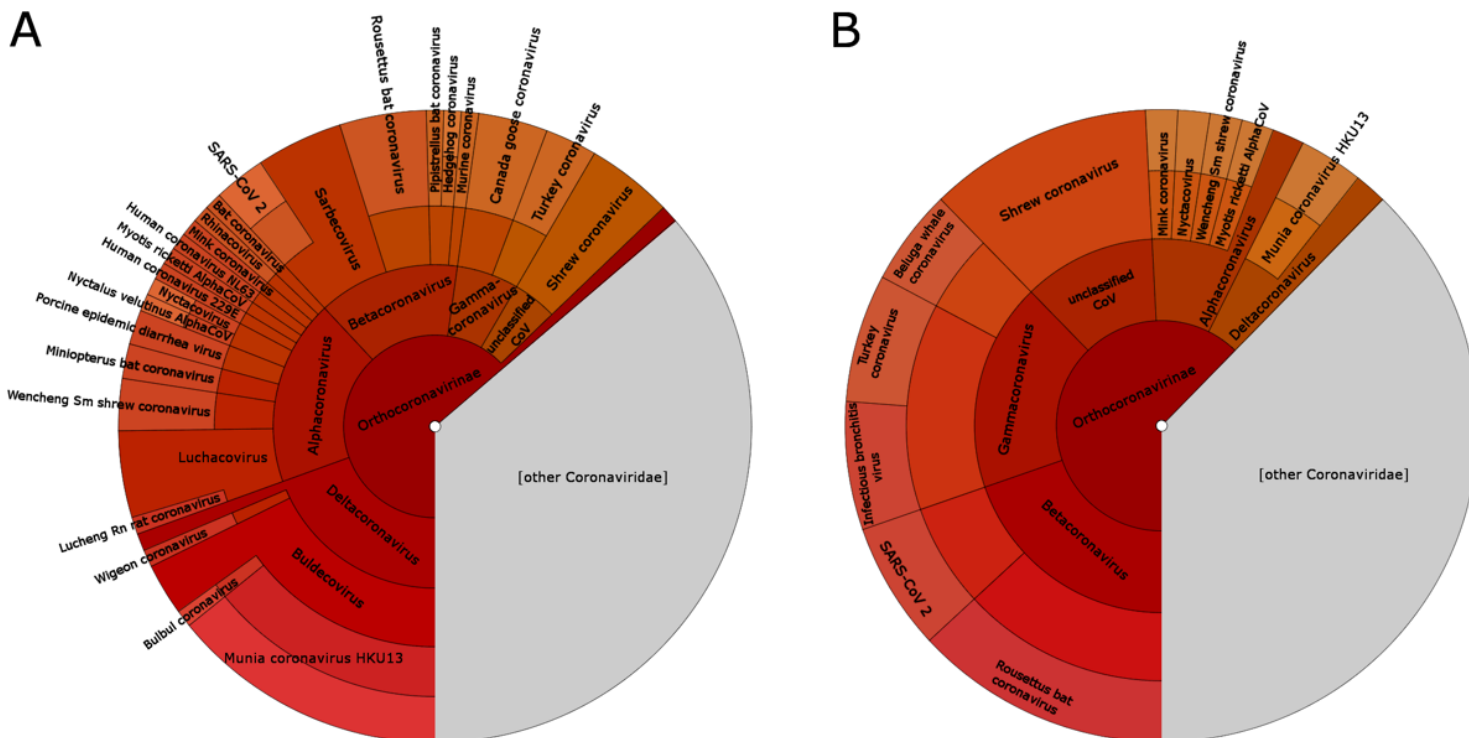 A
B
Rousettus bat coronavirus
Pipistrellus bat coronavirus
Hedgehog coronavirus
Murine coronavirus
Canada goose coronavirus
Turkey coronavirus
Shrew coronavirus
SARS-CoV 2
Sarbecovirus
Bat coronavirus
Rhinacovirus
Mink coronavirus
Human coronavirus NL63
Myotis ricketti AlphaCoV
Human coronavirus 229E
Nyctacovirus
Nyctalus velutinus AlphaCoV
Porcine epidemic diarrhea virus
Miniopterus bat coronavirus
Wencheng Sm shrew coronavirus
Luchacovirus
Lucheng Rn rat coronavirus
Wigeon coronavirus
Bulbul coronavirus
Munia coronavirus HKU13
Buldecovirus
Deltacoronavirus
Alphacoronavirus
Betacoronavirus
Gamma-
coronavirus
unclassified
CoV
Orthocoronavirinae
[other Coronaviridae]
Shrew coronavirus
Mink coronavirus
Nyctacovirus
Wencheng Sm shrew coronavirus
Myotis ricketti AlphaCoV
Alphacoronavirus
Munia coronavirus HKU13
Deltacoronavirus
Beluga whale
coronavirus
Turkey
coronavirus
Infectious bronchitis
virus
SARS-CoV 2
Rousettus bat
coronavirus
unclassified
CoV
Gammacoronavirus
Betacoronavirus
Orthocoronavirinae
[other Coronaviridae]